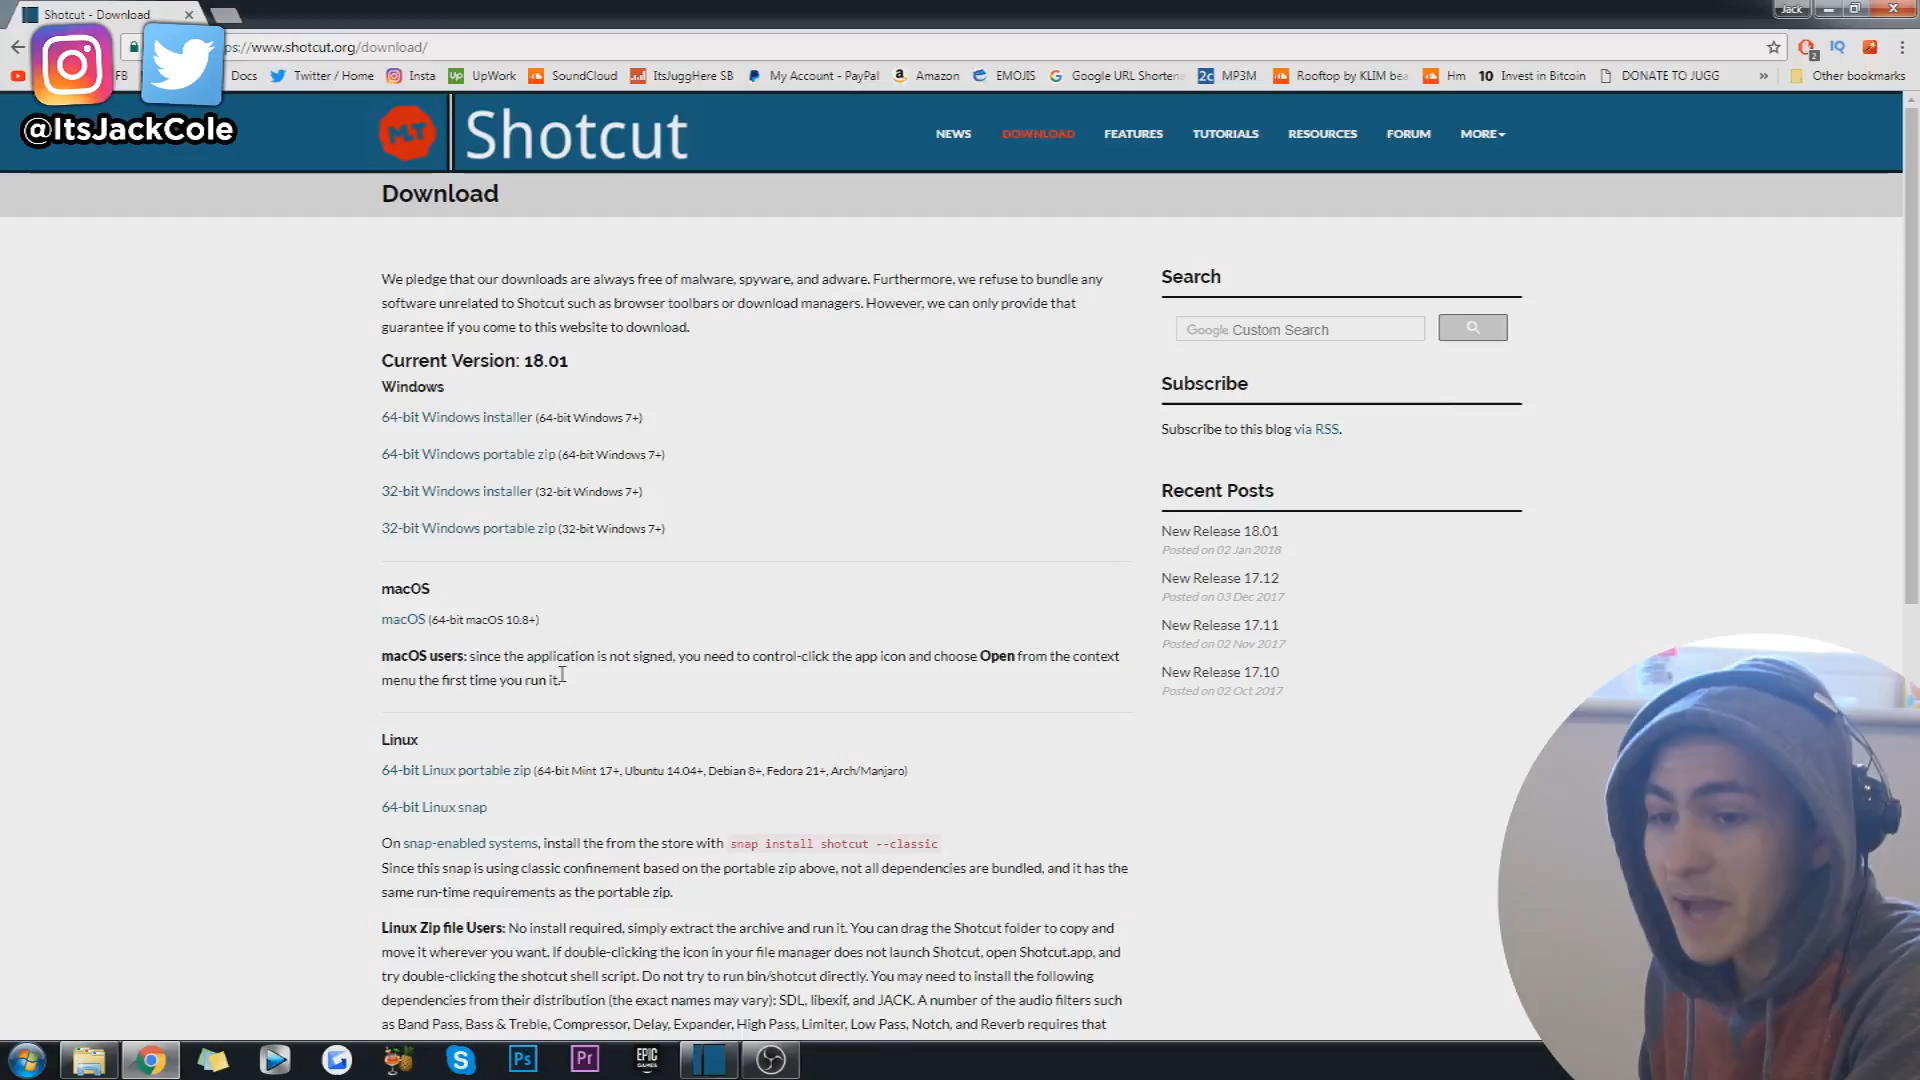 Shotcut - Download
Jack
ps://www.shotcut.org/download/
FB
Docs
Twitter / Home
Insta
Up
UpWork
SoundCloud
ItsJuggHere SB
My Account - PayPal
Amazon
EMOJIS
Google URL Shortene
2c
MP3M
Rooftop by KLIM bea
Hm
10
Invest in Bitcoin
DONATE TO JUGG
»
Other bookmarks
IQ
2
@ItsJackCole
MLT
Shotcut
NEWS
DOWNLOAD
FEATURES
TUTORIALS
RESOURCES
FORUM
MORE
Download
We pledge that our downloads are always free of malware, spyware, and adware. Furthermore, we refuse to bundle any
software unrelated to Shotcut such as browser toolbars or download managers. However, we can only provide that
guarantee if you come to this website to download.
Current Version: 18.01
Windows
64-bit Windows installer (64-bit Windows 7+)
64-bit Windows portable zip (64-bit Windows 7+)
32-bit Windows installer (32-bit Windows 7+)
32-bit Windows portable zip (32-bit Windows 7+)
macOS
macOS (64-bit macOS 10.8+)
macOS users: since the application is not signed, you need to control-click the app icon and choose Open from the context
menu the first time you run it.
Linux
64-bit Linux portable zip (64-bit Mint 17+, Ubuntu 14.04+, Debian 8+, Fedora 21+, Arch/Manjaro)
64-bit Linux snap
On snap-enabled systems, install the from the store with snap install shotcut --classic
Since this snap is using classic confinement based on the portable zip above, not all dependencies are bundled, and it has the
same run-time requirements as the portable zip.
Linux Zip file Users: No install required, simply extract the archive and run it. You can drag the Shotcut folder to copy and
move it wherever you want. If double-clicking the icon in your file manager does not launch Shotcut, open Shotcut.app, and
try double-clicking the shotcut shell script. Do not try to run bin/shotcut directly. You may need to install the following
dependencies from their distribution (the exact names may vary): SDL, libexif, and JACK. A number of the audio filters such
as Band Pass, Bass & Treble, Compressor, Delay, Expander, High Pass, Limiter, Low Pass, Notch, and Reverb requires that
Search
Google Custom Search
Subscribe
Subscribe to this blog via RSS.
Recent Posts
New Release 18.01
Posted on 02 Jan 2018
New Release 17.12
Posted on 03 Dec 2017
New Release 17.11
Posted on 02 Nov 2017
New Release 17.10
Posted on 02 Oct 2017
Ps
Pr
EPIC
GAMES